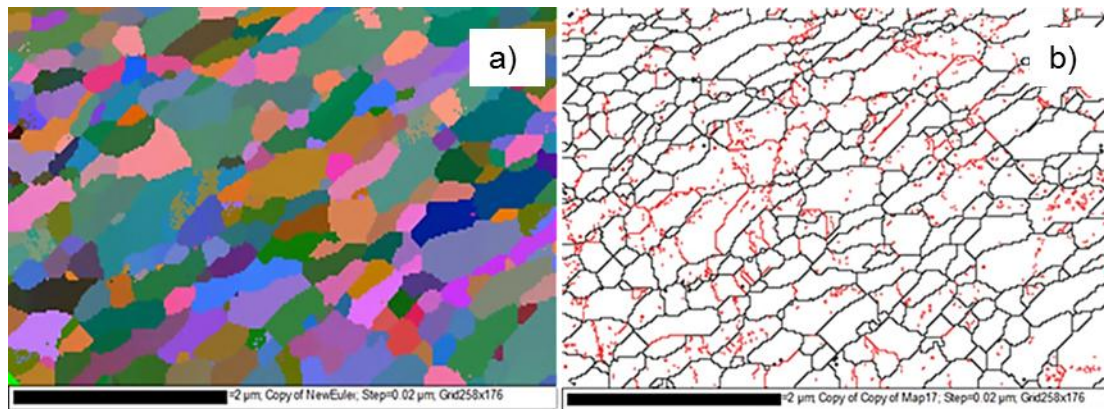 a)
b)
=2 µm; Copy of NewEuler; Step=0.02 µm; Grid258x176
=2 µm; Copy of Copy of Map17; Step=0.02 µm; Grid258x176